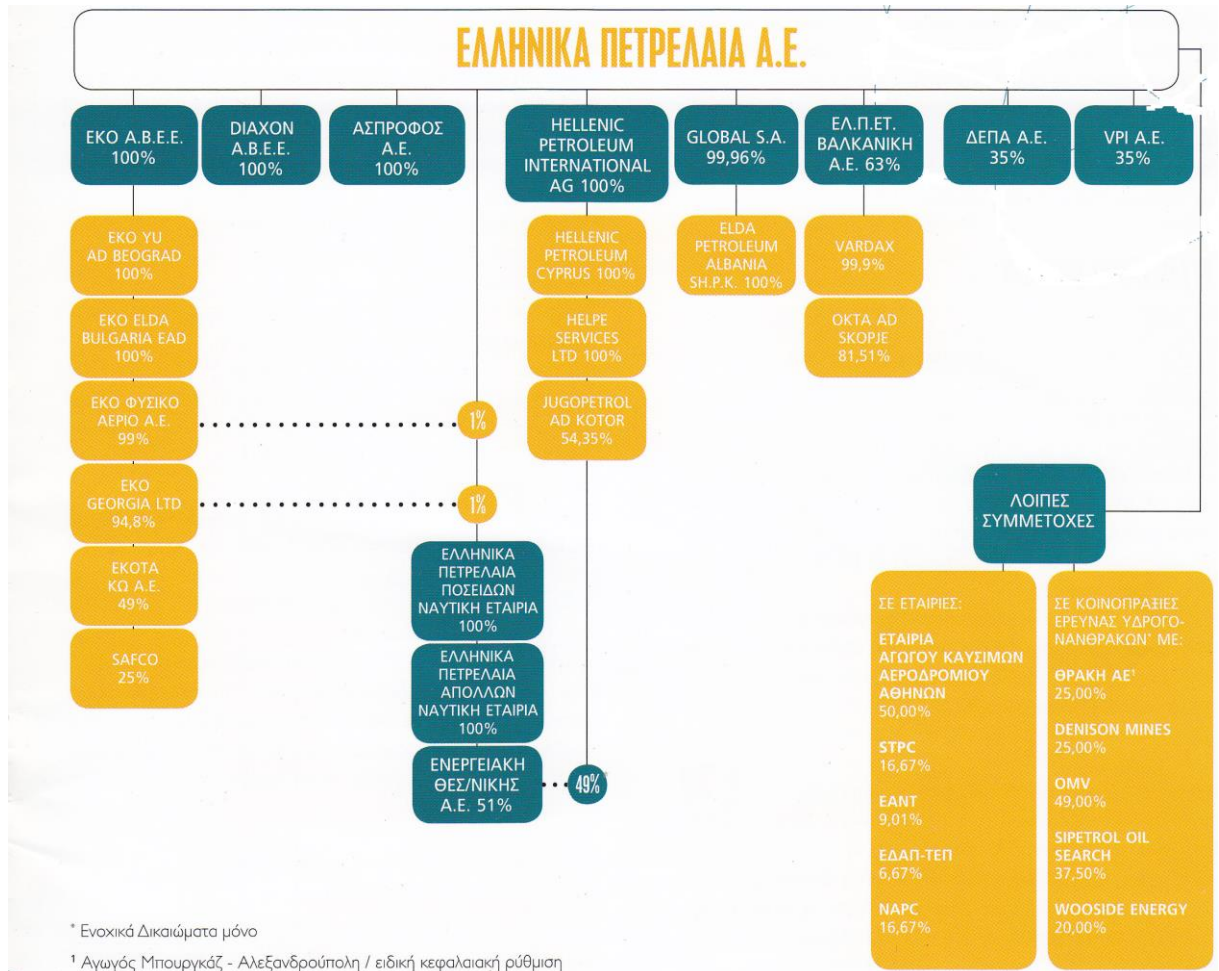 ΕΛΛΗΝΙΚΑ ΠΕΤΡΕΛΑΙΑ Α.Ε.
ΕΚΟ Α.Β.Ε.Ε.
100%
DIAXON
Α.Β.Ε.Ε.
100%
ΑΣΠΡΟΦΟΣ
Α.Ε.
100%
HELLENIC
PETROLEUM
INTERNATIONAL
AG 100%
GLOBAL S.A.
99,96%
ΕΛ.Π.ΕΤ.
ΒΑΛΚΑΝΙΚΗ
Α.Ε. 63%
ΔΕΠΑ Α.Ε.
35%
VPI Α.Ε.
35%
EKO YU
AD BEOGRAD
100%
EKO ELDA
BULGARIA EAD
100%
ΕΚΟ ΦΥΣΙΚΟ
ΑΕΡΙΟ Α.Ε.
99%
1%
EKO
GEORGIA LTD
94,8%
1%
ΕΚΟΤΑ
ΚΩ Α.Ε.
49%
SAFCO
25%
ΕΛΛΗΝΙΚΑ
ΠΕΤΡΕΛΑΙΑ
ΠΟΣΕΙΔΩΝ
ΝΑΥΤΙΚΗ ΕΤΑΙΡΙΑ
100%
ΕΛΛΗΝΙΚΑ
ΠΕΤΡΕΛΑΙΑ
ΑΠΟΛΛΩΝ
ΝΑΥΤΙΚΗ ΕΤΑΙΡΙΑ
100%
ΕΝΕΡΓΕΙΑΚΗ
ΘΕΣ/ΝΙΚΗΣ
Α.Ε. 51%
49%
HELLENIC
PETROLEUM
CYPRUS 100%
HELPE
SERVICES
LTD 100%
JUGOPETROL
AD KOTOR
54,35%
ELDA
PETROLEUM
ALBANIA
SH.P.K. 100%
VARDAX
99,9%
OKTA AD
SKOPJE
81,51%
ΛΟΙΠΕΣ
ΣΥΜΜΕΤΟΧΕΣ
ΣΕ ΕΤΑΙΡΙΕΣ:
ΕΤΑΙΡΙΑ
ΑΓΩΓΟΥ ΚΑΥΣΙΜΩΝ
ΑΕΡΟΔΡΟΜΙΟΥ
ΑΘΗΝΩΝ
50,00%
STPC
16,67%
ΕΑΝΤ
9,01%
ΕΔΑΠ-ΤΕΠ
6,67%
NAPC
16,67%
ΣΕ ΚΟΙΝΟΠΡΑΞΙΕΣ
ΕΡΕΥΝΑΣ ΥΔΡΟΓΟ-
ΝΑΝΘΡΑΚΩΝ* ΜΕ:
ΘΡΑΚΗ ΑΕ¹
25,00%
DENISON MINES
25,00%
OMV
49,00%
SIPETROL OIL
SEARCH
37,50%
WOOSIDE ENERGY
20,00%
* Ενοχικά Δικαιώματα μόνο
¹ Αγωγός Μπουργκάζ - Αλεξανδρούπολη / ειδική κεφαλαιακή ρύθμιση